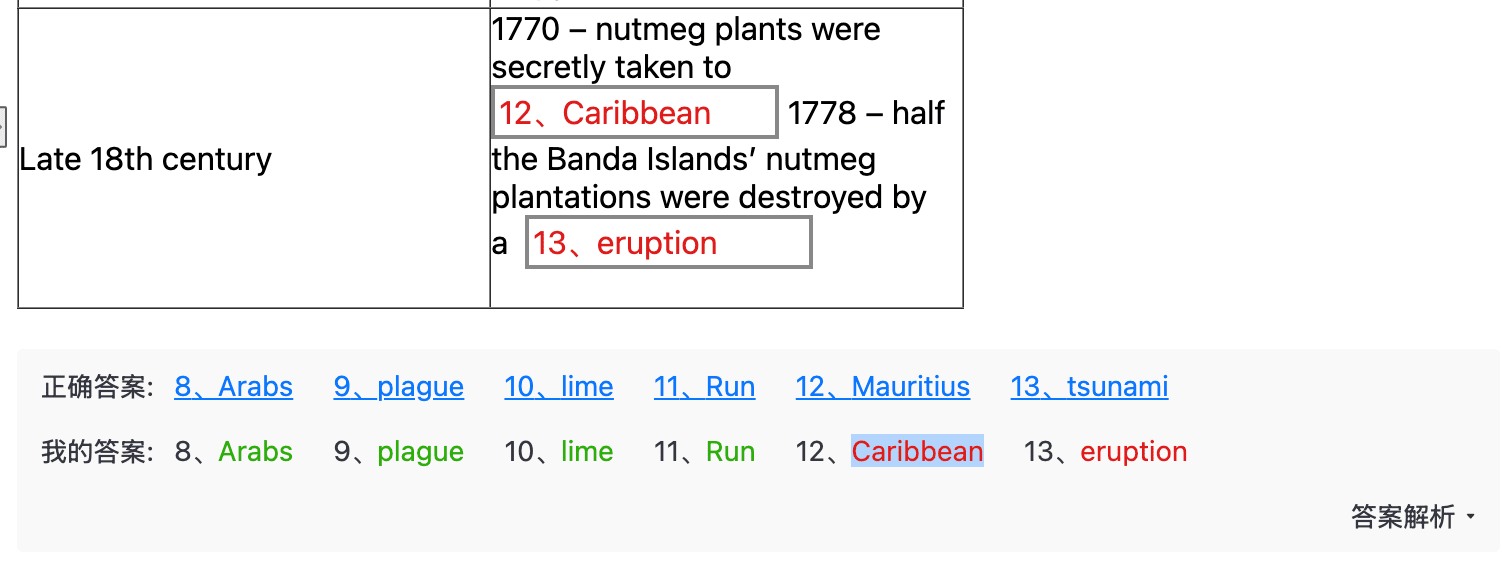 1770 – nutmeg plants were
secretly taken to
12、Caribbean 1778 – half
Late 18th century
the Banda Islands’ nutmeg
plantations were destroyed by
a 13、eruption
正确答案: 8、Arabs 9、plague 10、lime 11、Run 12、Mauritius 13、tsunami
我的答案: 8、Arabs 9、plague 10、lime 11、Run 12、Caribbean 13、eruption
答案解析